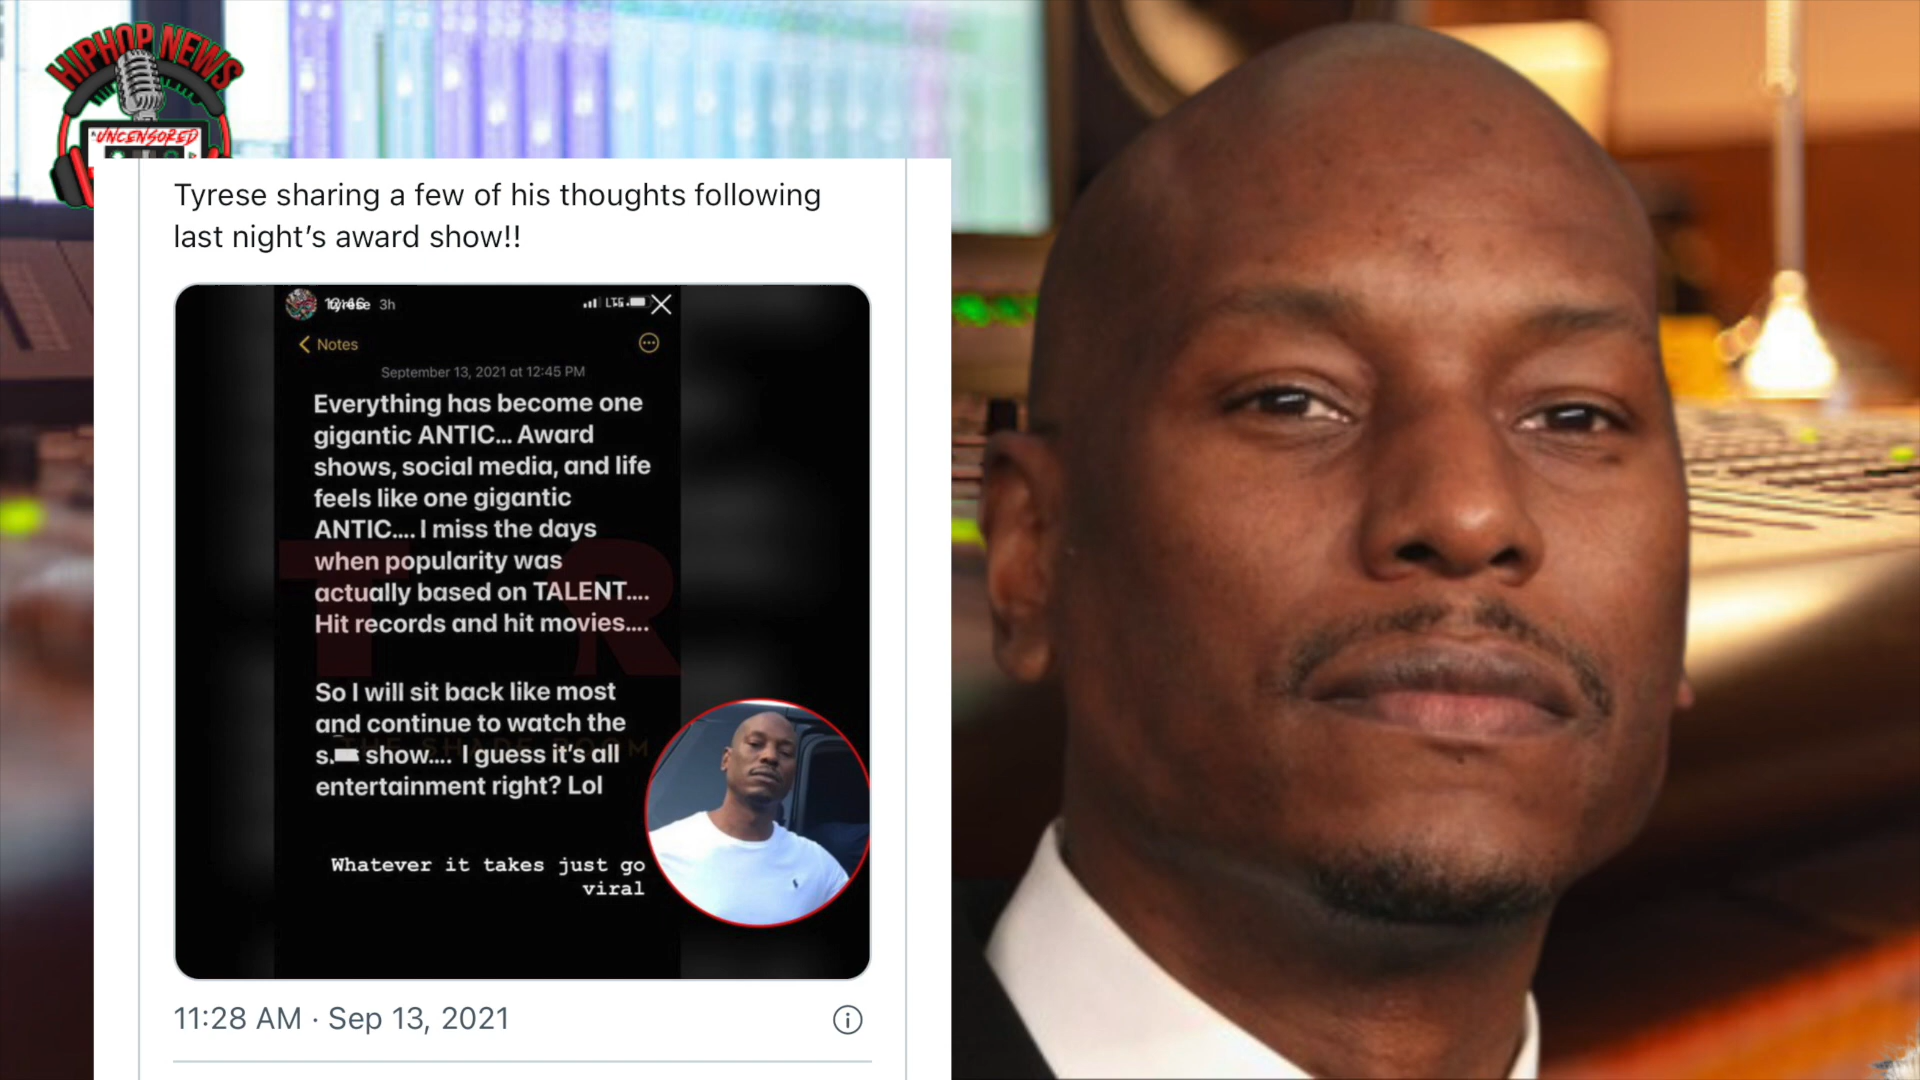 HIPHOP NEWS
UNCENSORED
Tyrese sharing a few of his thoughts following
last night’s award show!!
3h
LTE
Notes
September 13, 2021 at 12:45 PM
Everything has become one
gigantic ANTIC... Award
shows, social media, and life
feels like one gigantic
ANTIC.... I miss the days
when popularity was
actually based on TALENT....
Hit records and hit movies....
So I will sit back like most
and continue to watch the
s. show.... I guess it’s all
entertainment right? Lol
THE SHADE ROOM
Whatever it takes just go
viral
11:28 AM · Sep 13, 2021